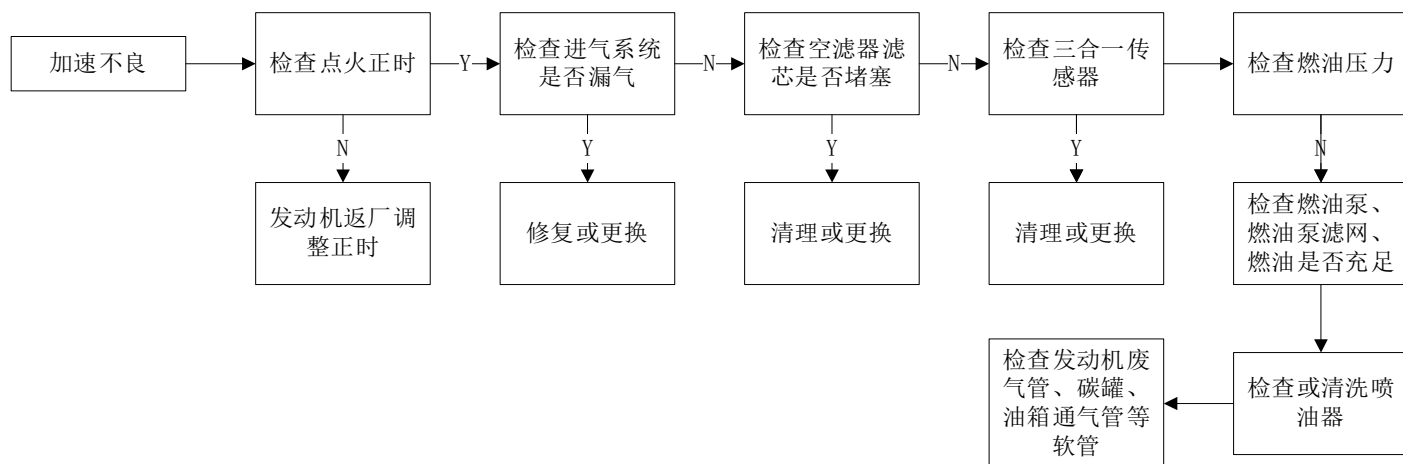 加速不良
检查点火正时
Y
检查进气系统
是否漏气
N
检查空滤器滤
芯是否堵塞
N
检查三合一传
感器
检查燃油压力
N
Y
Y
Y
N
发动机返厂调
整正时
修复或更换
清理或更换
清理或更换
检查燃油泵、
燃油泵滤网、
燃油是否充足
检查或清洗喷
油器
检查发动机废
气管、碳罐、
油箱通气管等
软管